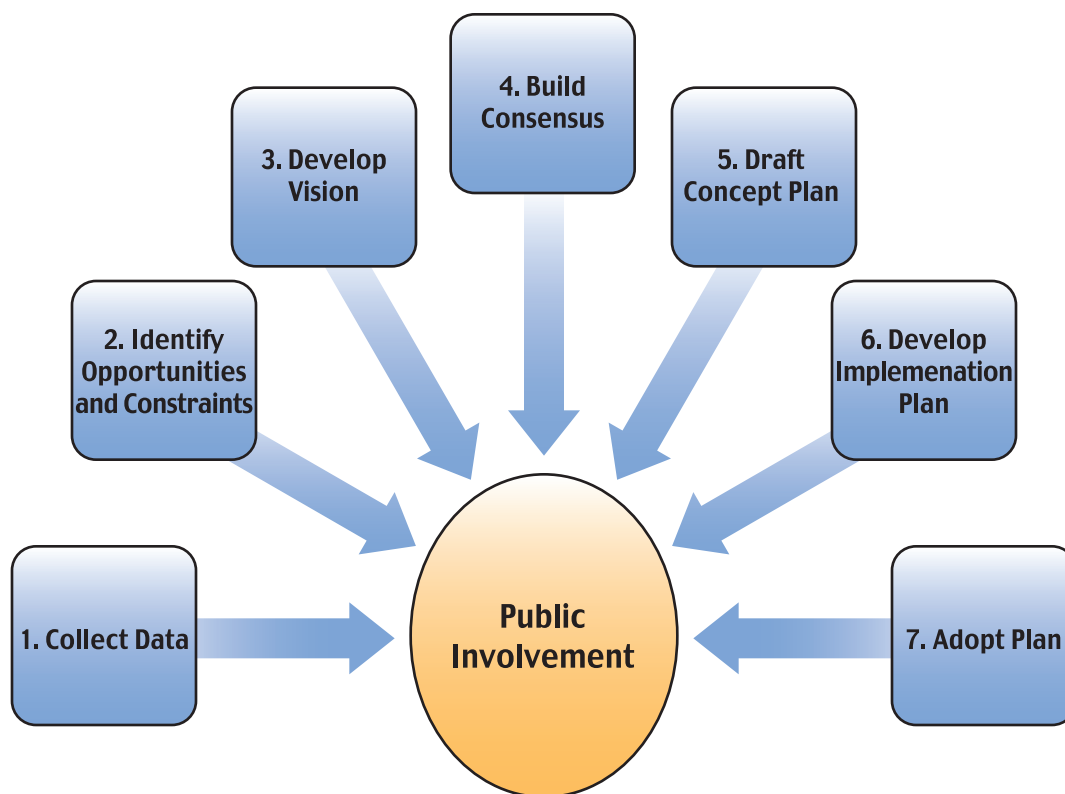 1. Collect Data
2. Identify
Opportunities
and Constraints
3. Develop
Vision
4. Build
Consensus
5. Draft
Concept Plan
6. Develop
Implemenation
Plan
7. Adopt Plan
Public
Involvement